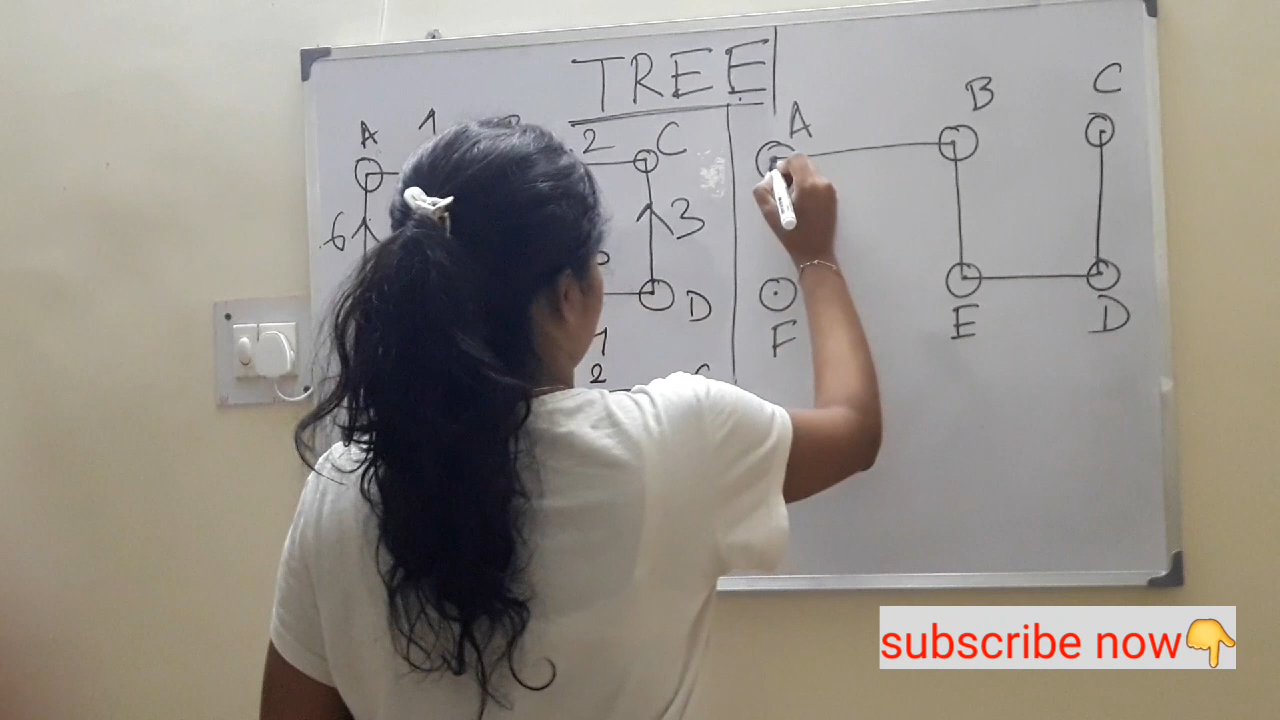 TREE
A 1 2 C
6 3
D
1
2
A B C
F E D
subscribe now👇